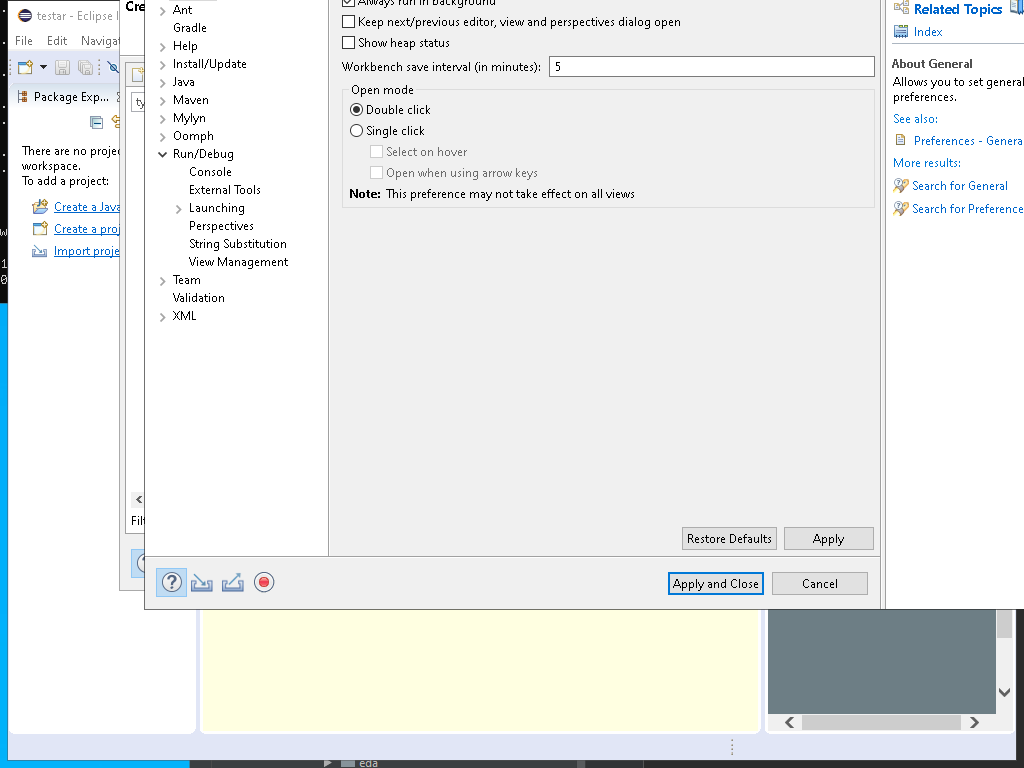 testar - Eclipse I
Cre
File Edit Navigat
Package Exp...
ty
There are no proje
workspace.
To add a project:
Create a Java
Create a proj
Import proje
Filt
Ant
Gradle
Help
Install/Update
Java
Maven
Mylyn
Oomph
Run/Debug
Console
External Tools
Launching
Perspectives
String Substitution
View Management
Team
Validation
XML
Always run in background
Keep next/previous editor, view and perspectives dialog open
Show heap status
Workbench save interval (in minutes): 5
Open mode
Double click
Single click
Select on hover
Open when using arrow keys
Note: This preference may not take effect on all views
Restore Defaults Apply
Apply and Close Cancel
Related Topics
Index
About General
Allows you to set general
preferences.
See also:
Preferences - Genera
More results:
Search for General
Search for Preference
eda